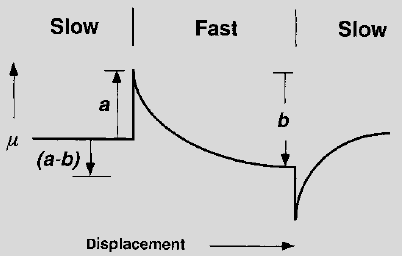 Slow Fast Slow
a
b
μ
(a-b)
Displacement